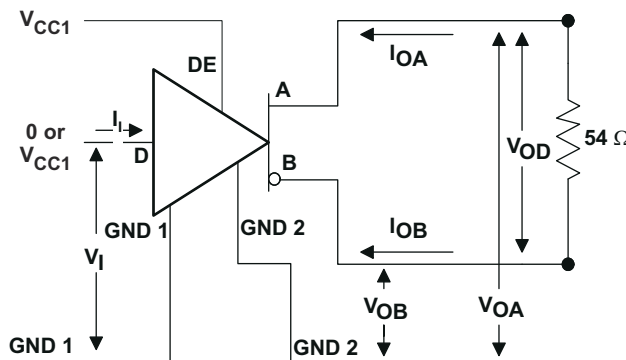 VCC1
DE
IOA
A
II
0 or
VCC1
D
B
VOD
54 Ω
GND 1
GND 2
IOB
VI
VOB
VOA
GND 1
GND 2